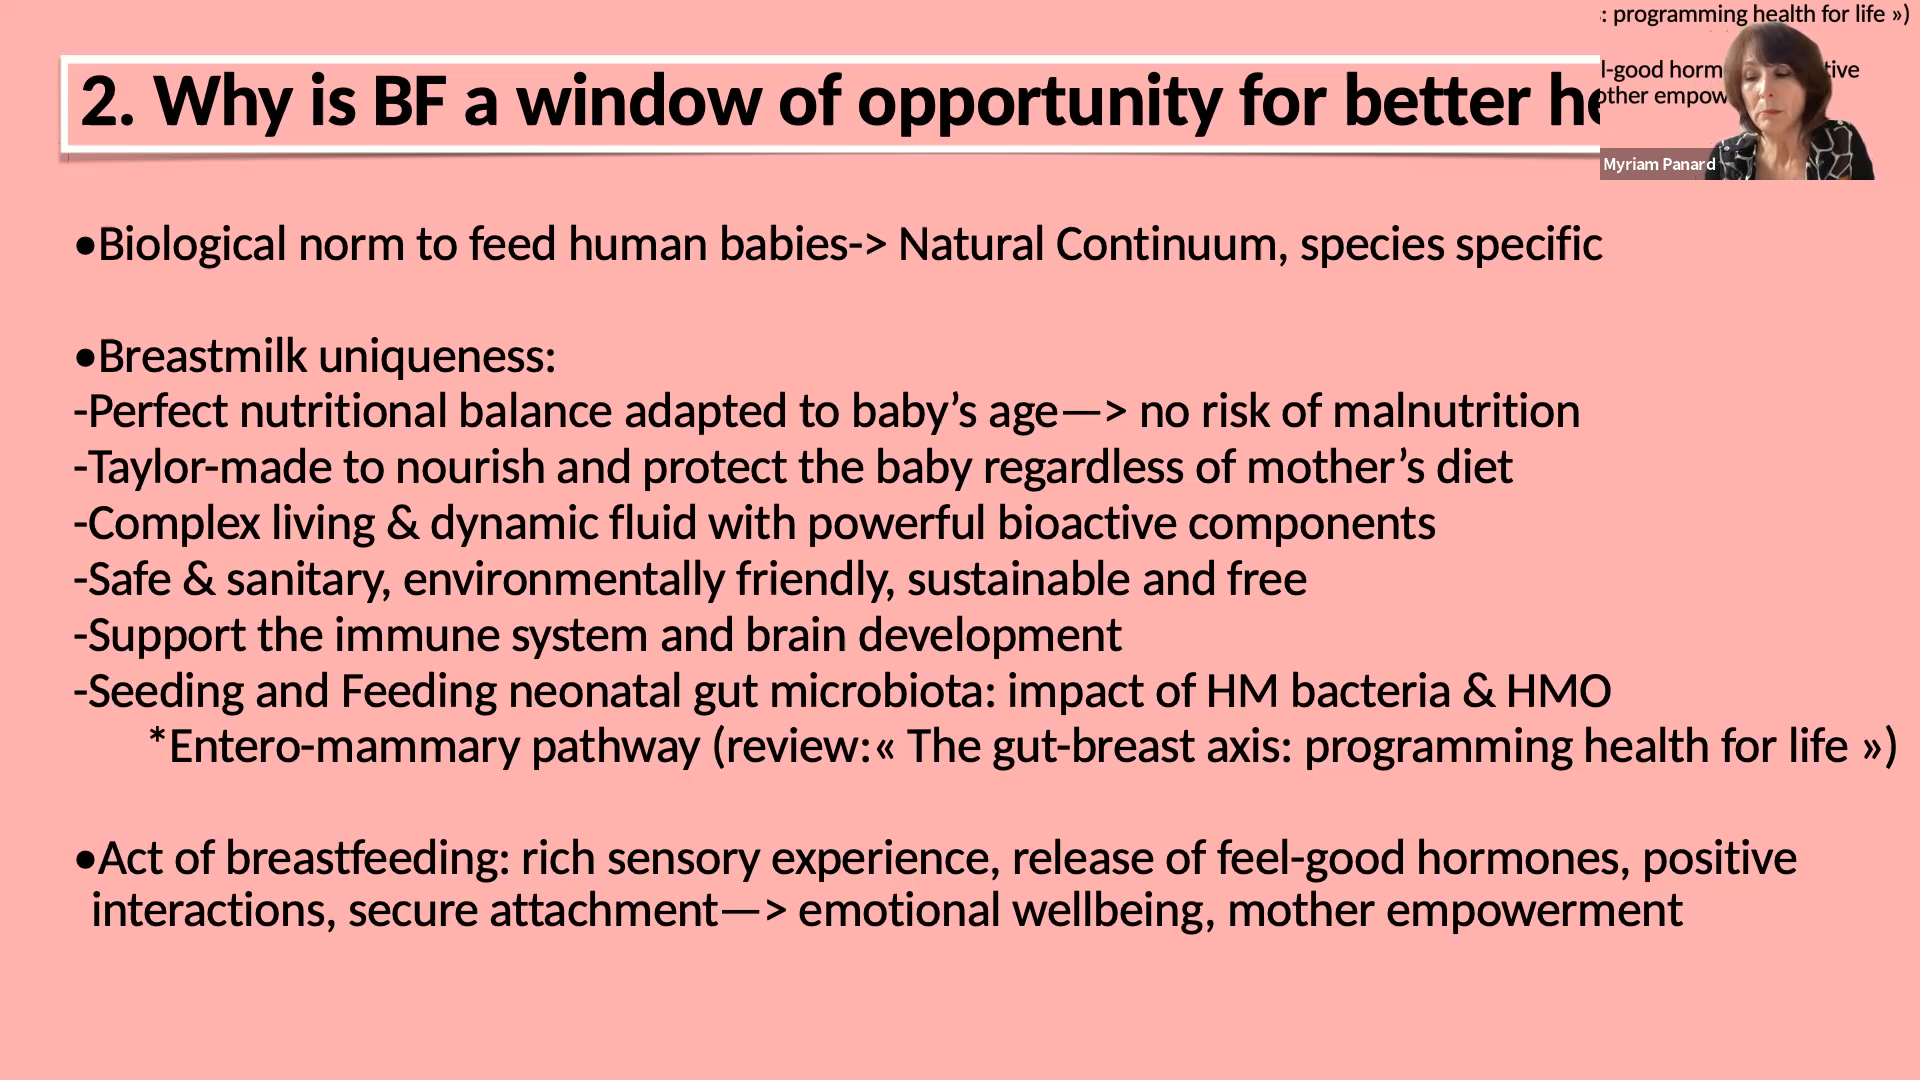 : programming health for life »)
2. Why is BF a window of opportunity for better he
l-good horm tive
other empow
Myriam Panard
•Biological norm to feed human babies-> Natural Continuum, species specific
•Breastmilk uniqueness:
-Perfect nutritional balance adapted to baby’s age—> no risk of malnutrition
-Taylor-made to nourish and protect the baby regardless of mother’s diet
-Complex living & dynamic fluid with powerful bioactive components
-Safe & sanitary, environmentally friendly, sustainable and free
-Support the immune system and brain development
-Seeding and Feeding neonatal gut microbiota: impact of HM bacteria & HMO
*Entero-mammary pathway (review:« The gut-breast axis: programming health for life »)
•Act of breastfeeding: rich sensory experience, release of feel-good hormones, positive
interactions, secure attachment—> emotional wellbeing, mother empowerment